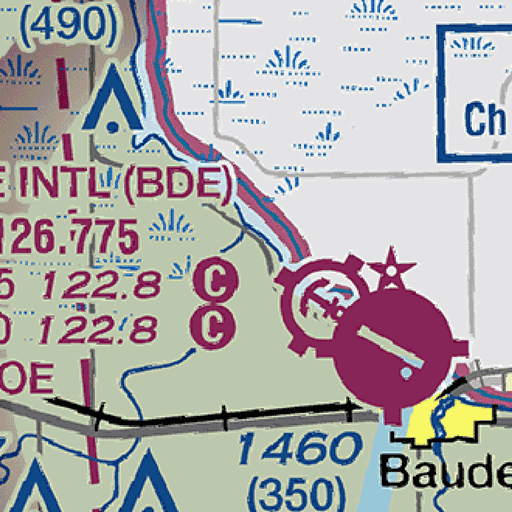 (490)
Ch
E INTL (BDE)
126.775
5 122.8 C
0 122.8 C
OE
1460
(350)
Baude